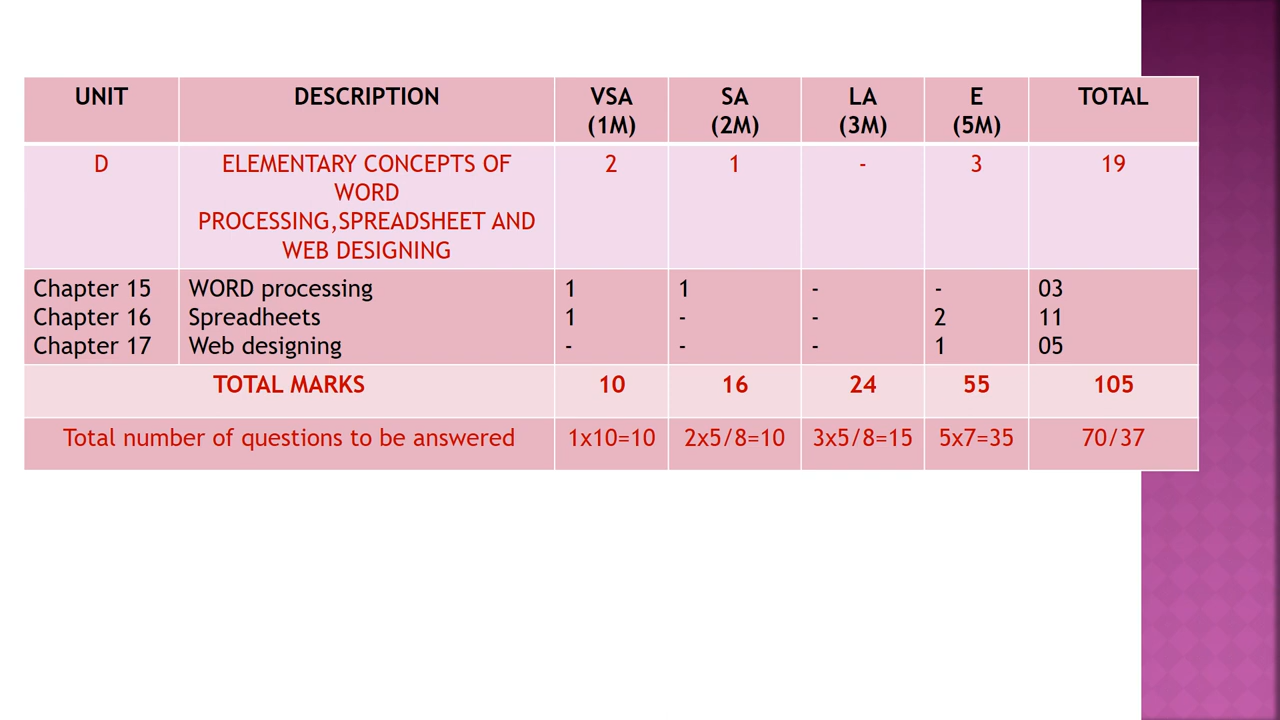 UNIT DESCRIPTION VSA (1M) SA (2M) LA (3M) E (5M) TOTAL
D ELEMENTARY CONCEPTS OF 2 1 - 3 19
WORD
PROCESSING,SPREADSHEET AND
WEB DESIGNING
Chapter 15 WORD processing 1 1 - - 03
Chapter 16 Spreadheets 1 - - 2 11
Chapter 17 Web designing - - - 1 05
TOTAL MARKS 10 16 24 55 105
Total number of questions to be answered 1x10=10 2x5/8=10 3x5/8=15 5x7=35 70/37